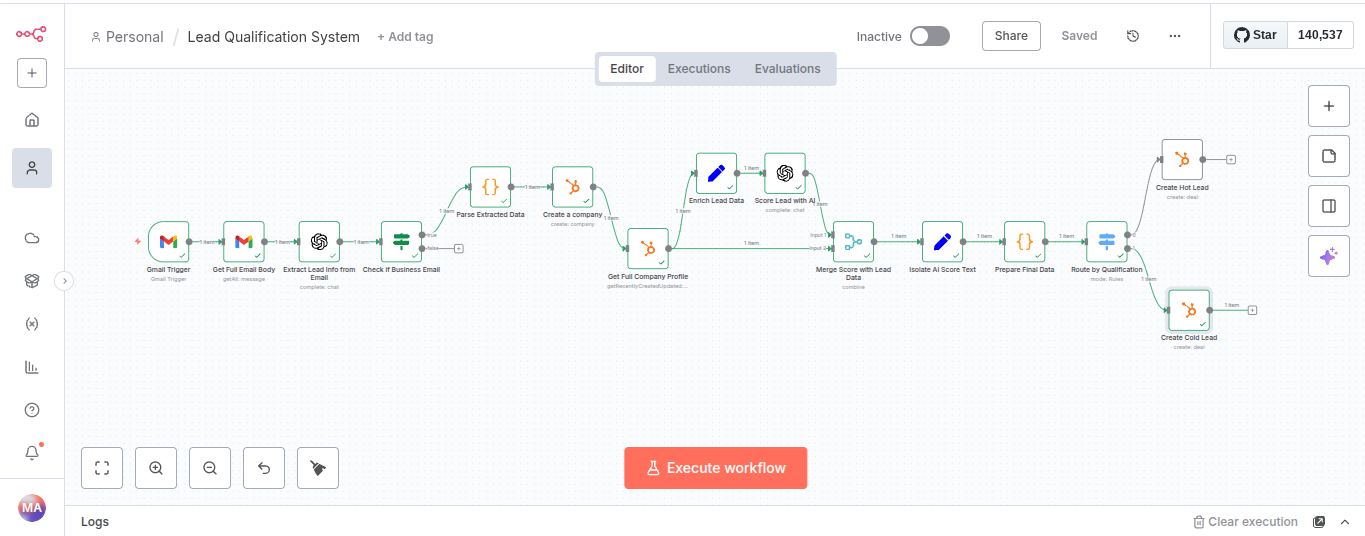 Personal / Lead Qualification System + Add tag
Inactive
Share
Saved
...
Star 140,537
Editor Executions Evaluations
Gmail Trigger
Gmail Trigger
1 item
Get Full Email Body
getAll: message
1 item
Extract Lead Info from
Email
complete: chat
1 item
Check if Business Email
true
false
1 item
{}
Parse Extracted Data
1 item
Create a company
create: company
1 item
Get Full Company Profile
getRecentlyCreatedUpdated:...
1 item
Enrich Lead Data
1 item
Score Lead with AI
complete: chat
1 item
1 item
Input 1
Input 2
Merge Score with Lead
Data
combine
1 item
Isolate AI Score Text
1 item
{}
Prepare Final Data
1 item
Route by Qualification
mode: Rules
0
1
Create Hot Lead
create: deal
1 item
Create Cold Lead
create: deal
1 item
Execute workflow
MA
Logs
Clear execution